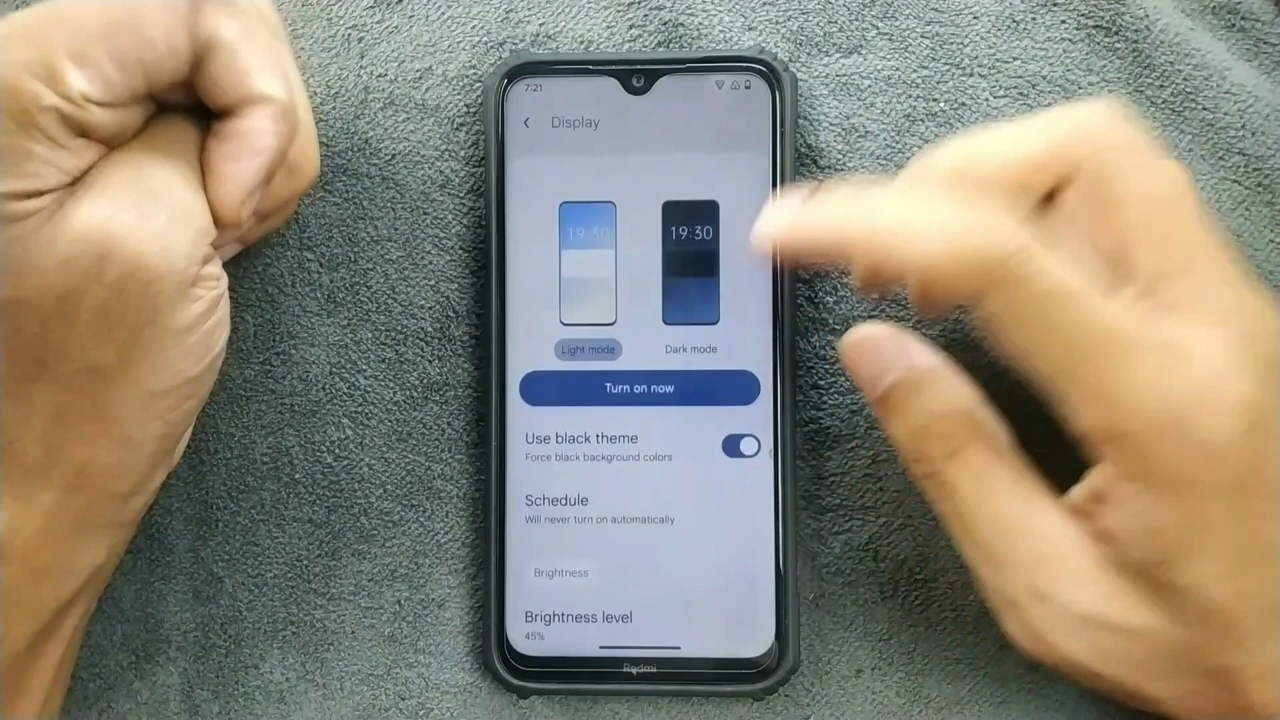 7:21
Display
19:30
19:30
Light mode
Dark mode
Turn on now
Use black theme
Force black background colors
Schedule
Will never turn on automatically
Brightness
Brightness level
45%
Redmi